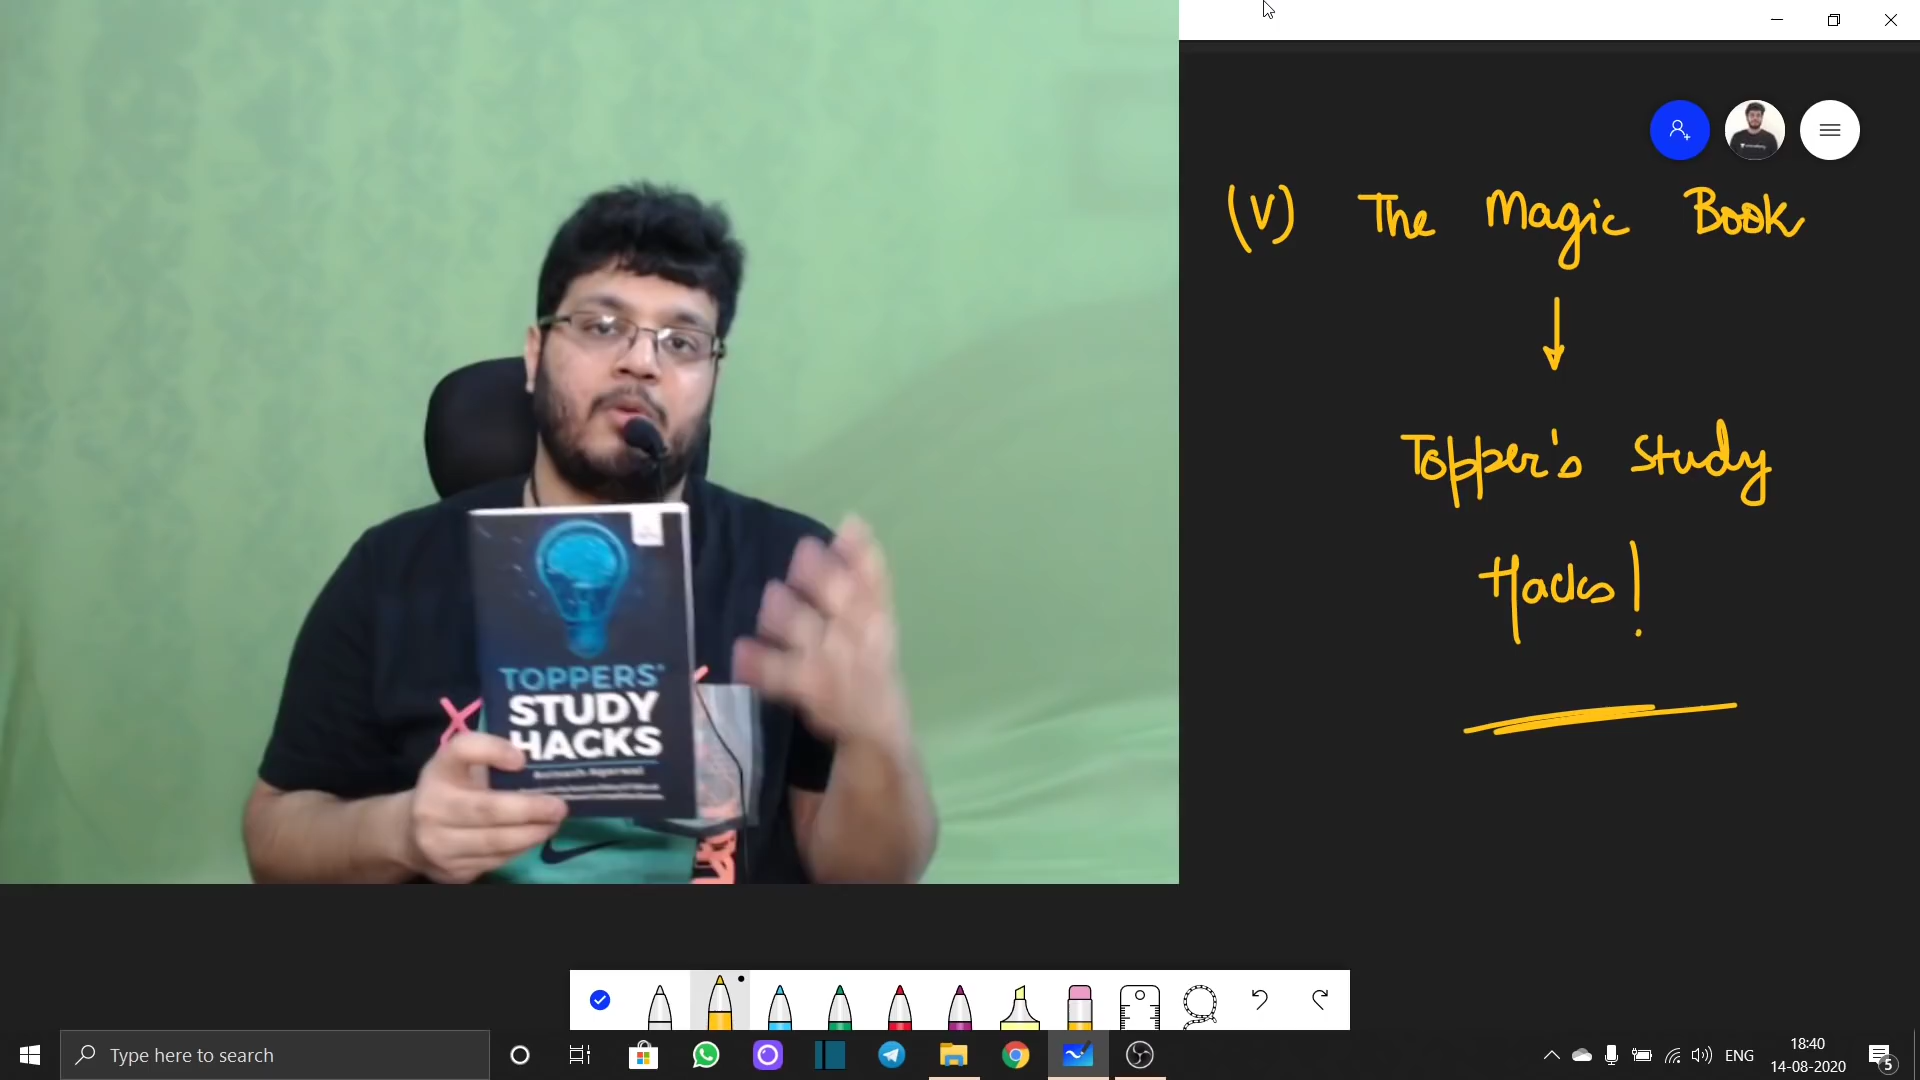 (V) The Magic Book
Topper's Study
Hacks!
TOPPERS'
STUDY
HACKS
Type here to search
ENG
18:40
14-08-2020
5